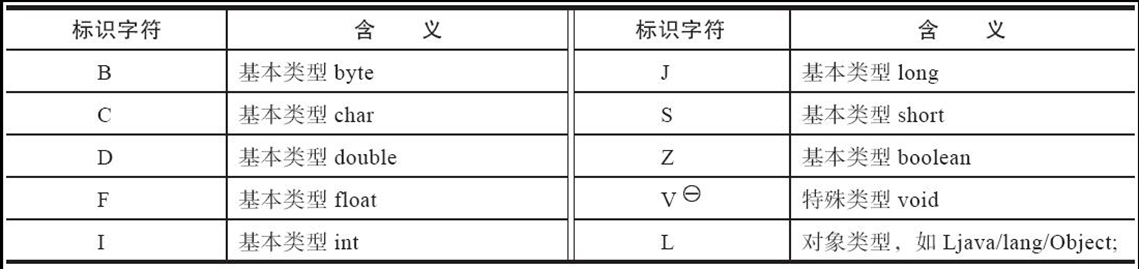 标识字符 含 义 标识字符 含 义
B 基本类型 byte J 基本类型 long
C 基本类型 char S 基本类型 short
D 基本类型 double Z 基本类型 boolean
F 基本类型 float V ⊖ 特殊类型 void
I 基本类型 int L 对象类型，如 Ljava/lang/Object;